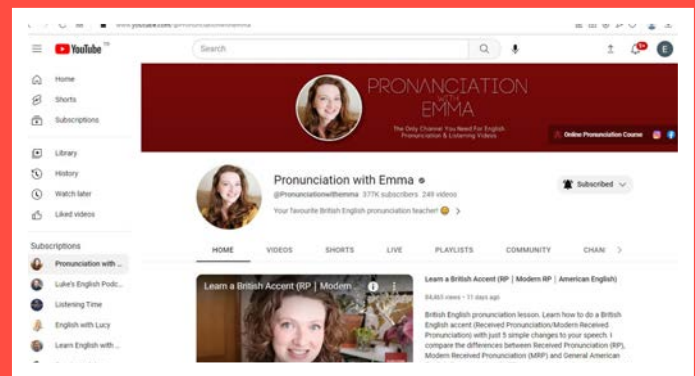 YouTube
Search
9+
E
Home
Shorts
Subscriptions
Library
History
Watch later
Liked videos
Subscriptions
Pronunciation with ...
Luke's English Podc...
Listening Time
English with Lucy
Learn English with ...
PRONANCIATION
WITH
EMMA
The Only Channel You Need For English
Pronunciation & Listening Videos
Online Pronunciation Course
Pronunciation with Emma
@Pronunciationwithemma 377K subscribers 249 videos
Your favourite British English pronunciation teacher!
Subscribed
HOME VIDEOS SHORTS LIVE PLAYLISTS COMMUNITY CHAN
Learn a British Accent (RP | Modern ...
Learn a British Accent (RP | Modern RP | American English)
84,465 views • 11 days ago
British English pronunciation lesson. Learn how to do a British
English accent (Received Pronunciation/Modern Received
Pronunciation) with just 5 simple changes to your speech. I
compare the differences between Received Pronunciation (RP),
Modern Received Pronunciation (MRP) and General American